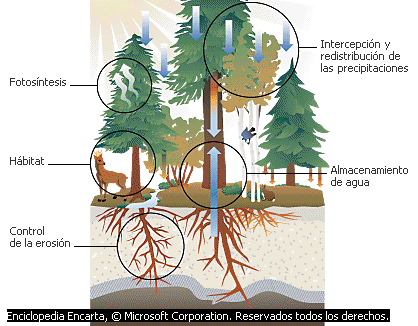 Intercepción y
redistribución de
las precipitaciones
Fotosíntesis
Hábitat
Almacenamiento
de agua
Control
de la erosión
Enciclopedia Encarta, © Microsoft Corporation. Reservados todos los derechos.